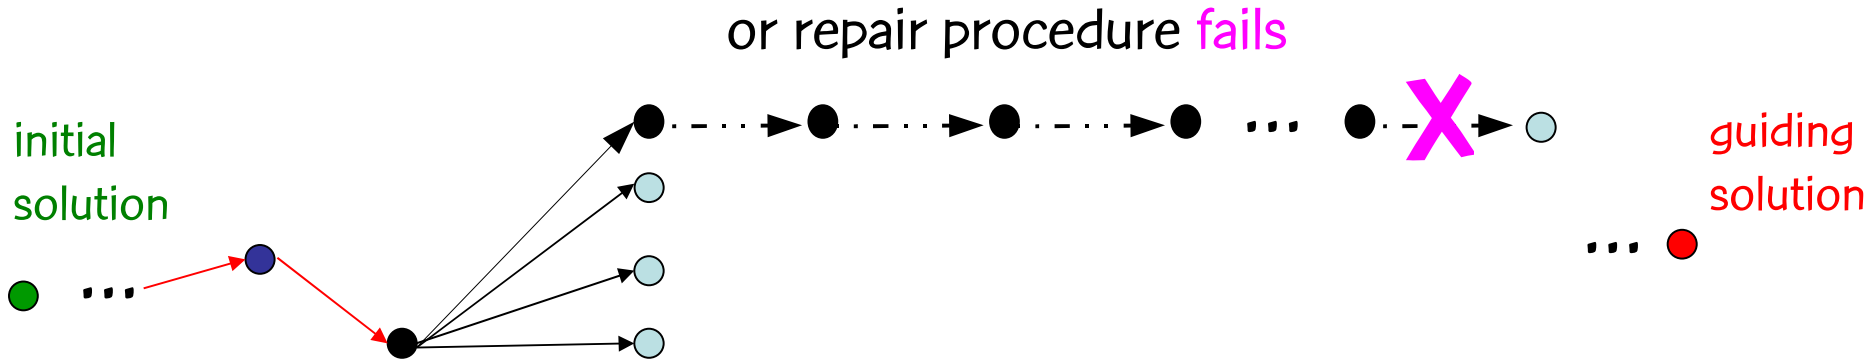 or repair procedure fails
initial
solution
...
...
guiding
solution
...
X